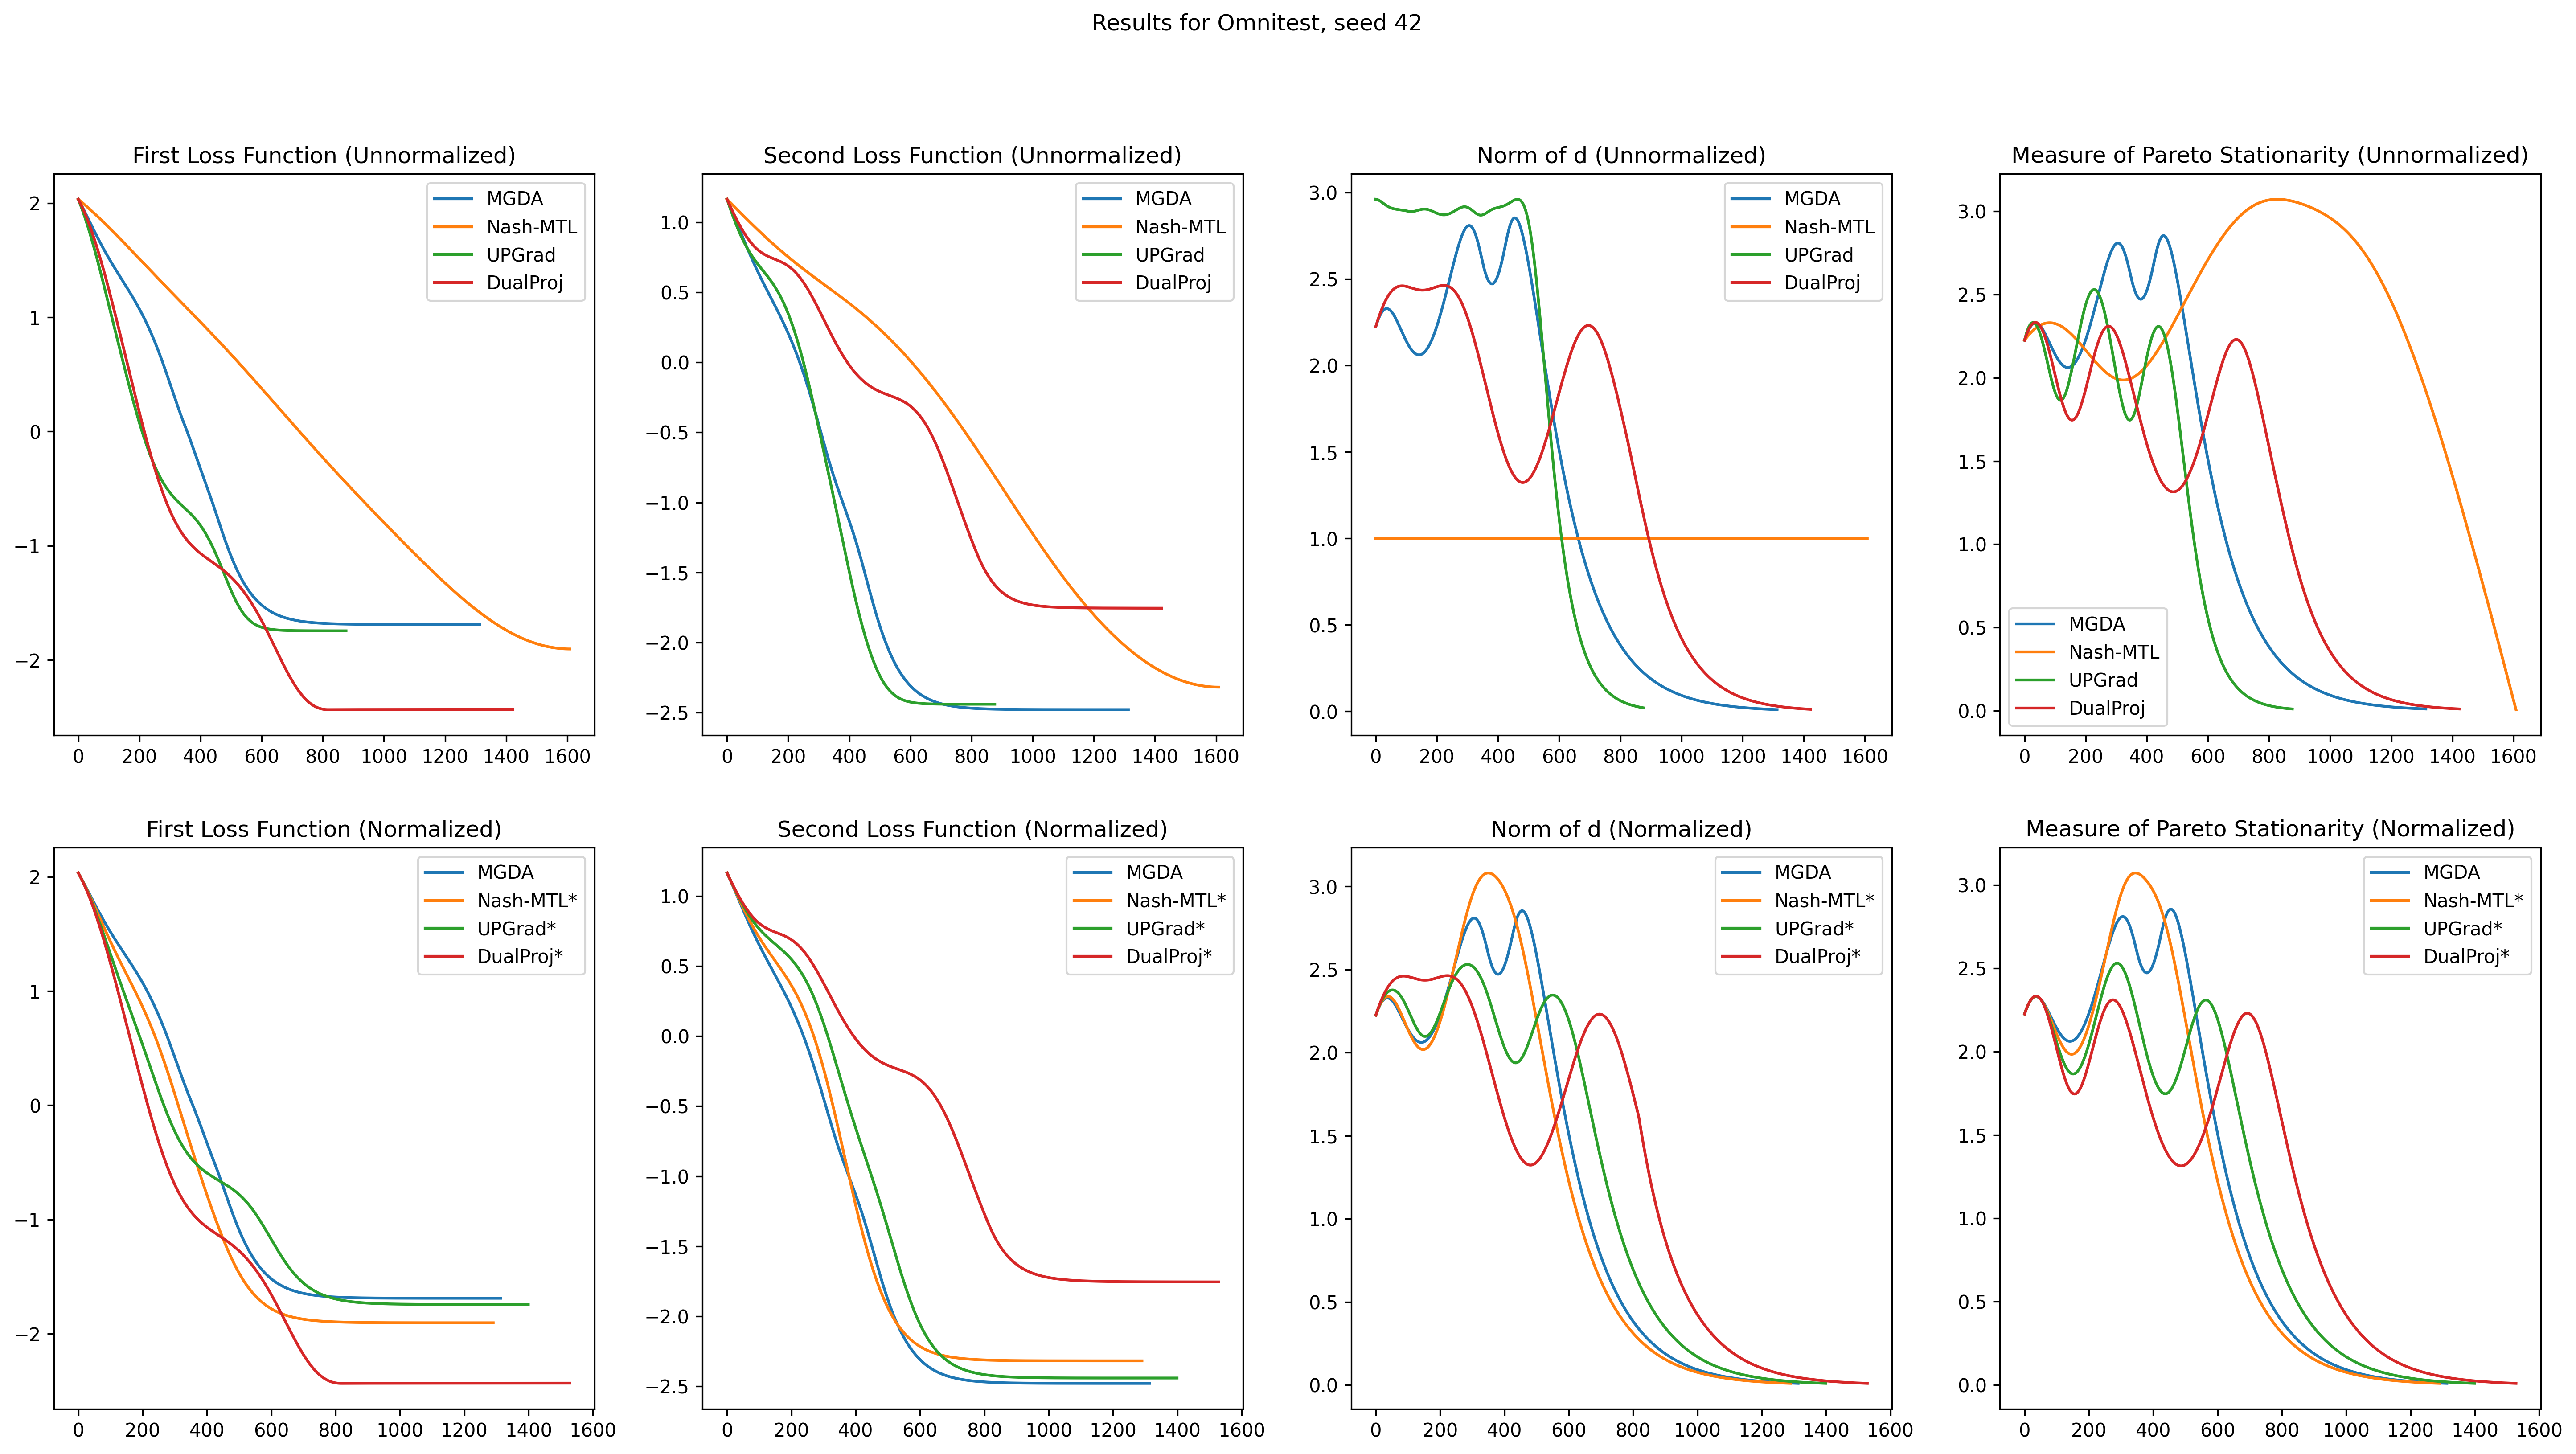 Results for Omnitest, seed 42
First Loss Function (Unnormalized)
2
1
0
−1
−2
0 200 400 600 800 1000 1200 1400 1600
MGDA
Nash-MTL
UPGrad
DualProj
Second Loss Function (Unnormalized)
1.0
0.5
0.0
−0.5
−1.0
−1.5
−2.0
−2.5
0 200 400 600 800 1000 1200 1400 1600
MGDA
Nash-MTL
UPGrad
DualProj
Norm of d (Unnormalized)
3.0
2.5
2.0
1.5
1.0
0.5
0.0
0 200 400 600 800 1000 1200 1400 1600
MGDA
Nash-MTL
UPGrad
DualProj
Measure of Pareto Stationarity (Unnormalized)
3.0
2.5
2.0
1.5
1.0
0.5
0.0
0 200 400 600 800 1000 1200 1400 1600
MGDA
Nash-MTL
UPGrad
DualProj
First Loss Function (Normalized)
2
1
0
−1
−2
0 200 400 600 800 1000 1200 1400 1600
MGDA
Nash-MTL*
UPGrad*
DualProj*
Second Loss Function (Normalized)
1.0
0.5
0.0
−0.5
−1.0
−1.5
−2.0
−2.5
0 200 400 600 800 1000 1200 1400 1600
MGDA
Nash-MTL*
UPGrad*
DualProj*
Norm of d (Normalized)
3.0
2.5
2.0
1.5
1.0
0.5
0.0
0 200 400 600 800 1000 1200 1400 1600
MGDA
Nash-MTL*
UPGrad*
DualProj*
Measure of Pareto Stationarity (Normalized)
3.0
2.5
2.0
1.5
1.0
0.5
0.0
0 200 400 600 800 1000 1200 1400 1600
MGDA
Nash-MTL*
UPGrad*
DualProj*